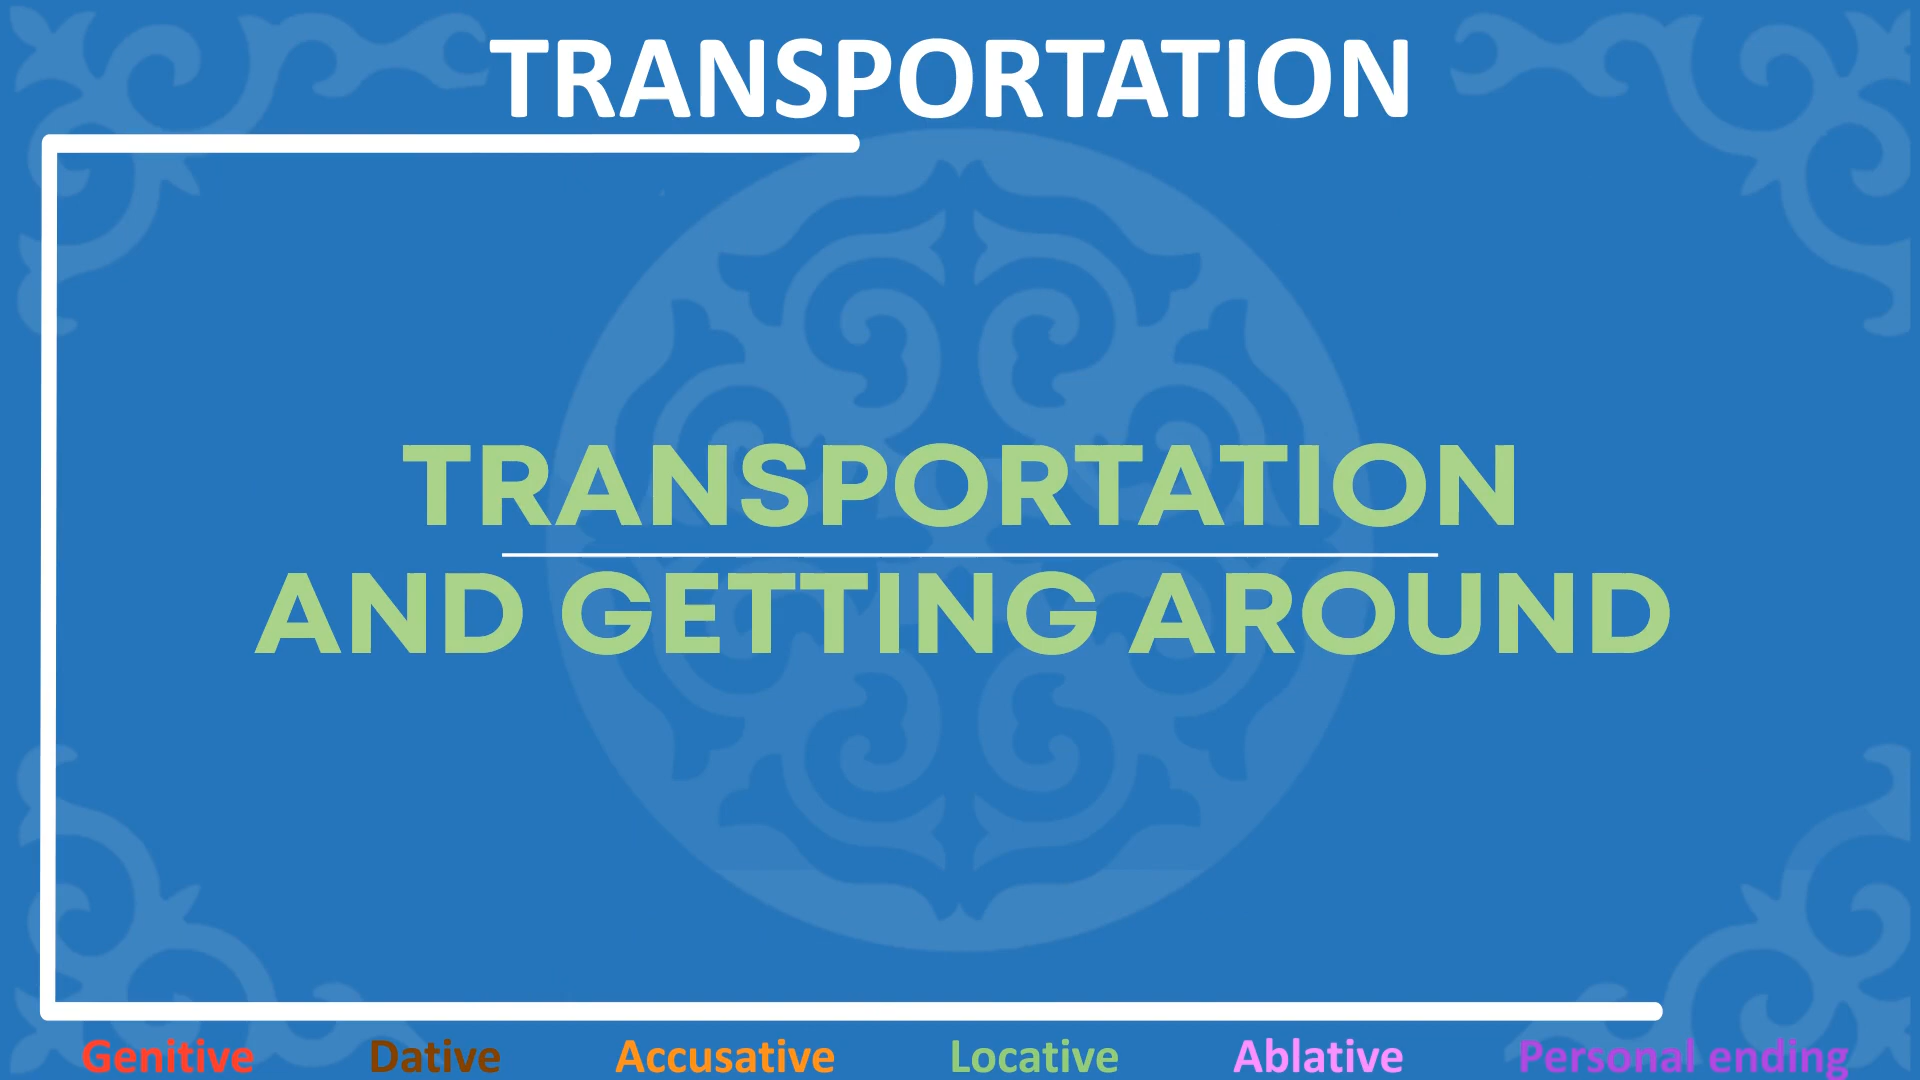 TRANSPORTATION
TRANSPORTATION
AND GETTING AROUND
Genitive Dative Accusative Locative Ablative Personal ending